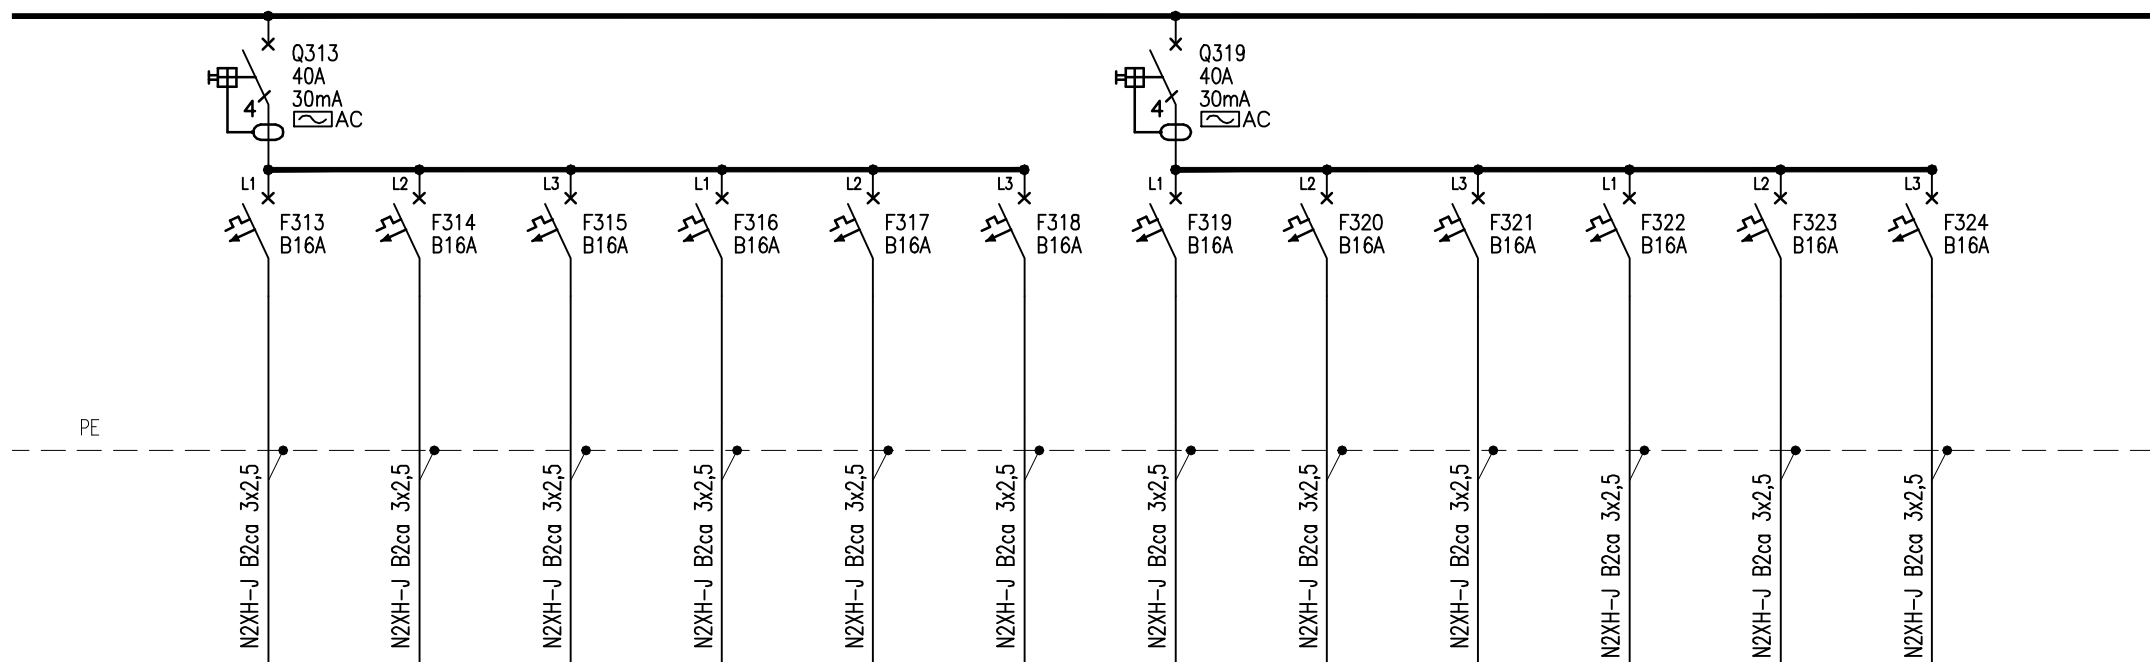 Q313
40A
30mA
AC
4
Q319
40A
30mA
AC
4
L1
L2
L3
L1
L2
L3
L1
L2
L3
L1
L2
L3
F313
B16A
F314
B16A
F315
B16A
F316
B16A
F317
B16A
F318
B16A
F319
B16A
F320
B16A
F321
B16A
F322
B16A
F323
B16A
F324
B16A
PE
N2XH-J B2ca 3x2,5
N2XH-J B2ca 3x2,5
N2XH-J B2ca 3x2,5
N2XH-J B2ca 3x2,5
N2XH-J B2ca 3x2,5
N2XH-J B2ca 3x2,5
N2XH-J B2ca 3x2,5
N2XH-J B2ca 3x2,5
N2XH-J B2ca 3x2,5
N2XH-J B2ca 3x2,5
N2XH-J B2ca 3x2,5
N2XH-J B2ca 3x2,5